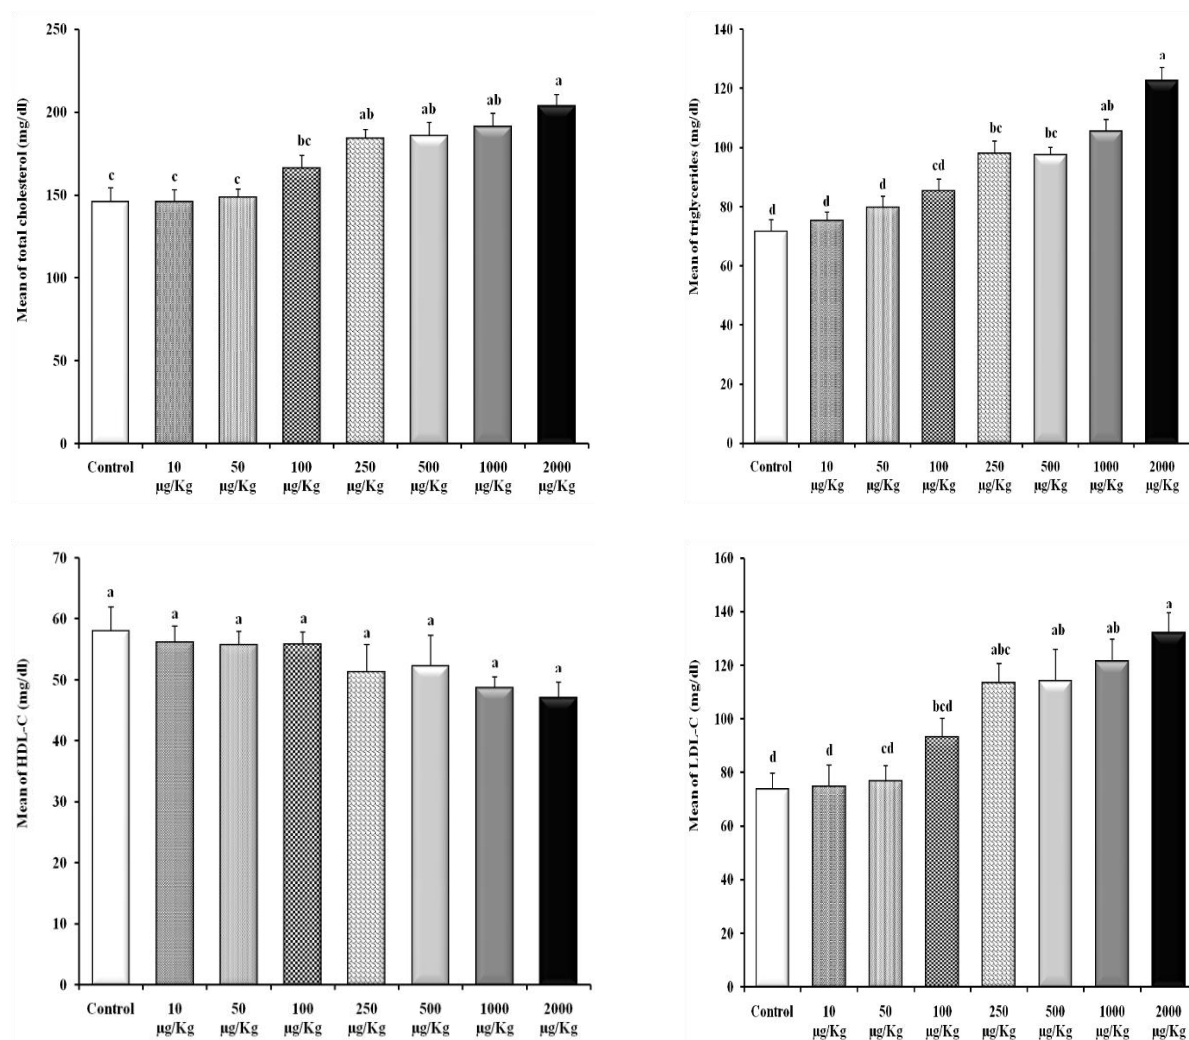 Mean of total cholesterol (mg/dl)
250
200
150
100
50
0
c
c
c
bc
ab
ab
ab
a
Control 10 50 100 250 500 1000 2000
µg/Kg µg/Kg µg/Kg µg/Kg µg/Kg µg/Kg µg/Kg
Mean of triglycerides (mg/dl)
140
120
100
80
60
40
20
0
d
d
d
cd
bc
bc
ab
a
Control 10 50 100 250 500 1000 2000
µg/Kg µg/Kg µg/Kg µg/Kg µg/Kg µg/Kg µg/Kg
Mean of HDL-C (mg/dl)
70
60
50
40
30
20
10
0
a
a
a
a
a
a
a
a
Control 10 50 100 250 500 1000 2000
µg/Kg µg/Kg µg/Kg µg/Kg µg/Kg µg/Kg µg/Kg
Mean of LDL-C (mg/dl)
160
140
120
100
80
60
40
20
0
d
d
cd
bcd
abc
ab
ab
a
Control 10 50 100 250 500 1000 2000
µg/Kg µg/Kg µg/Kg µg/Kg µg/Kg µg/Kg µg/Kg